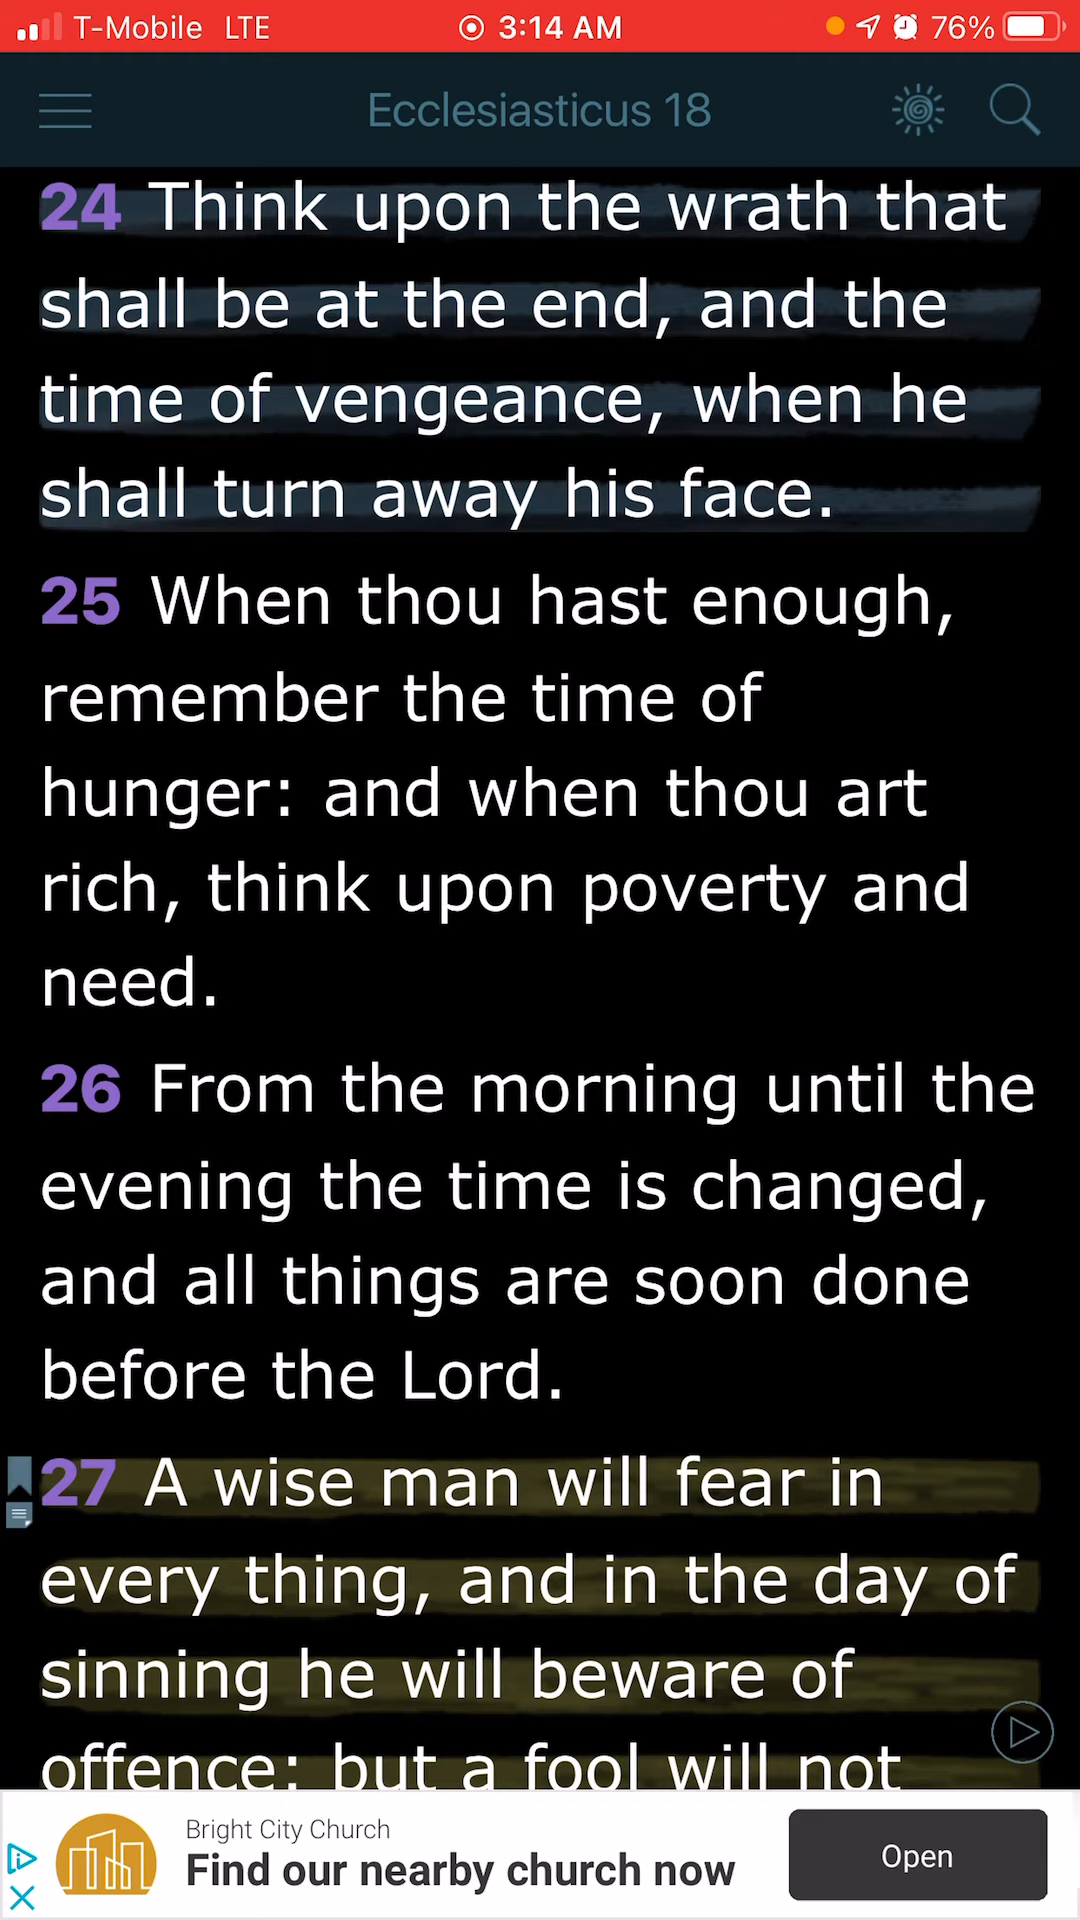 T-Mobile LTE 3:14 AM 76%
Ecclesiasticus 18
24 Think upon the wrath that
shall be at the end, and the
time of vengeance, when he
shall turn away his face.
25 When thou hast enough,
remember the time of
hunger: and when thou art
rich, think upon poverty and
need.
26 From the morning until the
evening the time is changed,
and all things are soon done
before the Lord.
27 A wise man will fear in
every thing, and in the day of
sinning he will beware of
offence: but a fool will not
Bright City Church
Find our nearby church now
Open